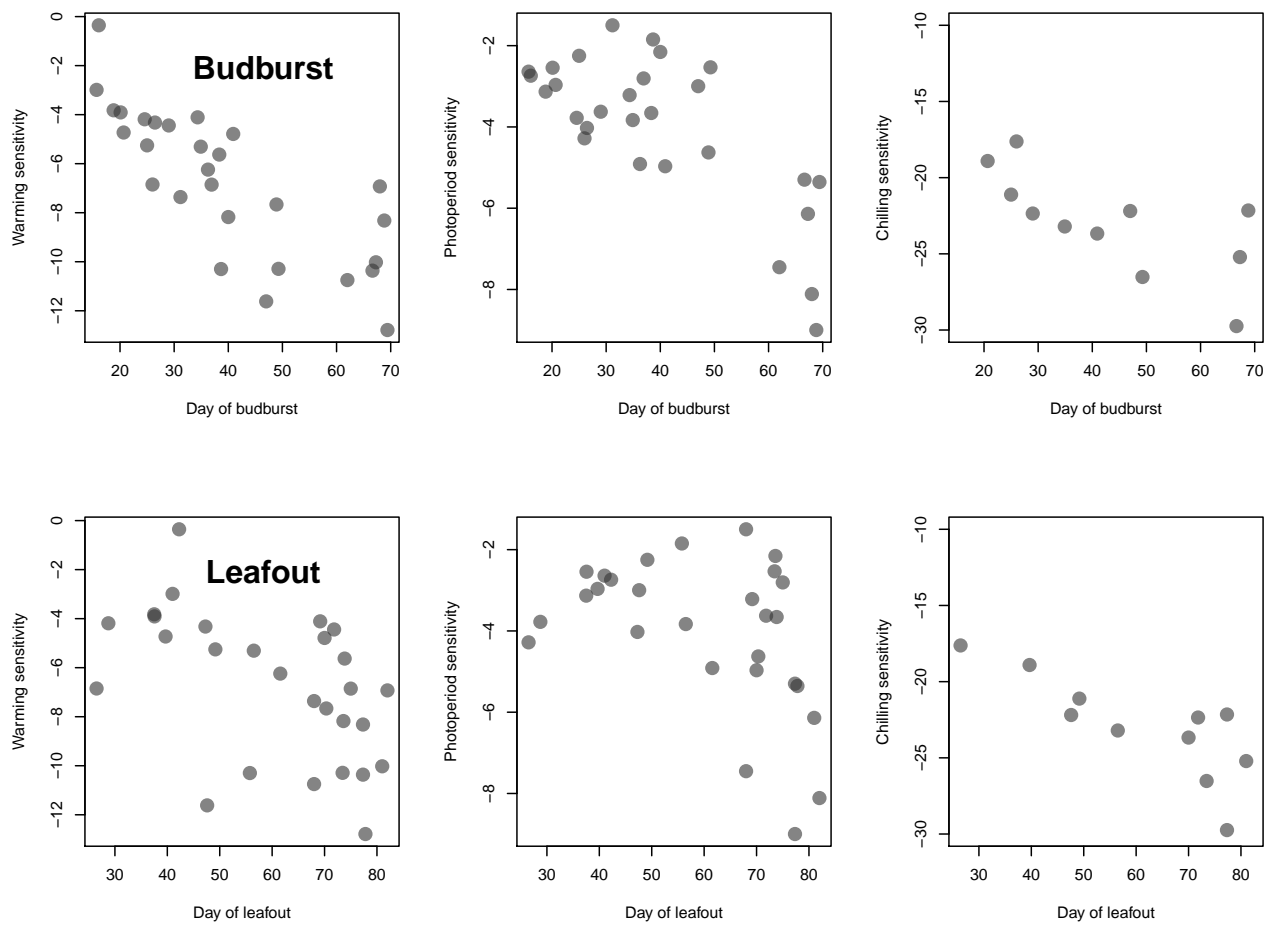 Budburst
Warming sensitivity
0
−2
−4
−6
−8
−10
−12
20 30 40 50 60 70
Day of budburst
Photoperiod sensitivity
−2
−4
−6
−8
20 30 40 50 60 70
Day of budburst
Chilling sensitivity
−10
−15
−20
−25
−30
20 30 40 50 60 70
Day of budburst
Leafout
Warming sensitivity
0
−2
−4
−6
−8
−10
−12
30 40 50 60 70 80
Day of leafout
Photoperiod sensitivity
−2
−4
−6
−8
30 40 50 60 70 80
Day of leafout
Chilling sensitivity
−10
−15
−20
−25
−30
30 40 50 60 70 80
Day of leafout